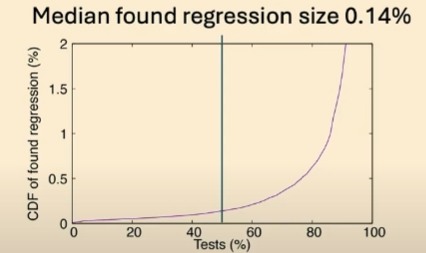 Median found regression size 0.14%
CDF of found regression (%)
2
1.5
1
0.5
0
0 20 40 60 80 100
Tests (%)